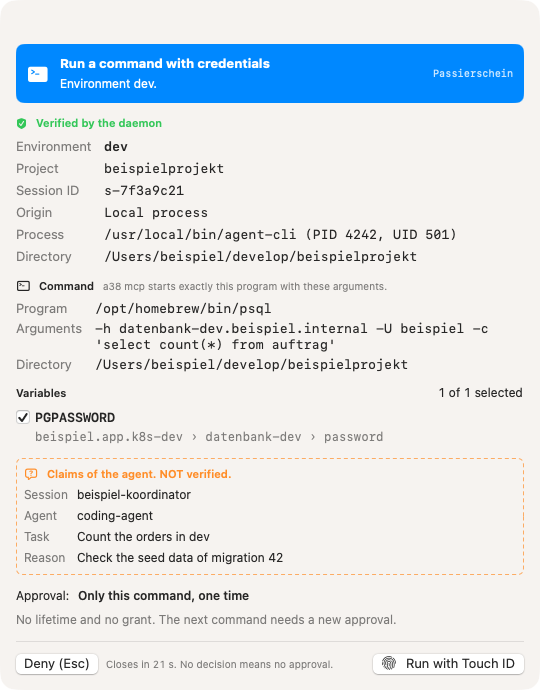 Run a command with credentials
Environment dev.
Passierschein
Verified by the daemon
Environment dev
Project beispielprojekt
Session ID s-7f3a9c21
Origin Local process
Process /usr/local/bin/agent-cli (PID 4242, UID 501)
Directory /Users/beispiel/develop/beispielprojekt
Command a38 mcp starts exactly this program with these arguments.
Program /opt/homebrew/bin/psql
Arguments -h datenbank-dev.beispiel.internal -U beispiel -c
'select count(*) from auftrag'
Directory /Users/beispiel/develop/beispielprojekt
Variables 1 of 1 selected
PGPASSWORD
beispiel.app.k8s-dev › datenbank-dev › password
Claims of the agent. NOT verified.
Session beispiel-koordinator
Agent coding-agent
Task Count the orders in dev
Reason Check the seed data of migration 42
Approval: Only this command, one time
No lifetime and no grant. The next command needs a new approval.
Deny (Esc) Closes in 21 s. No decision means no approval. Run with Touch ID